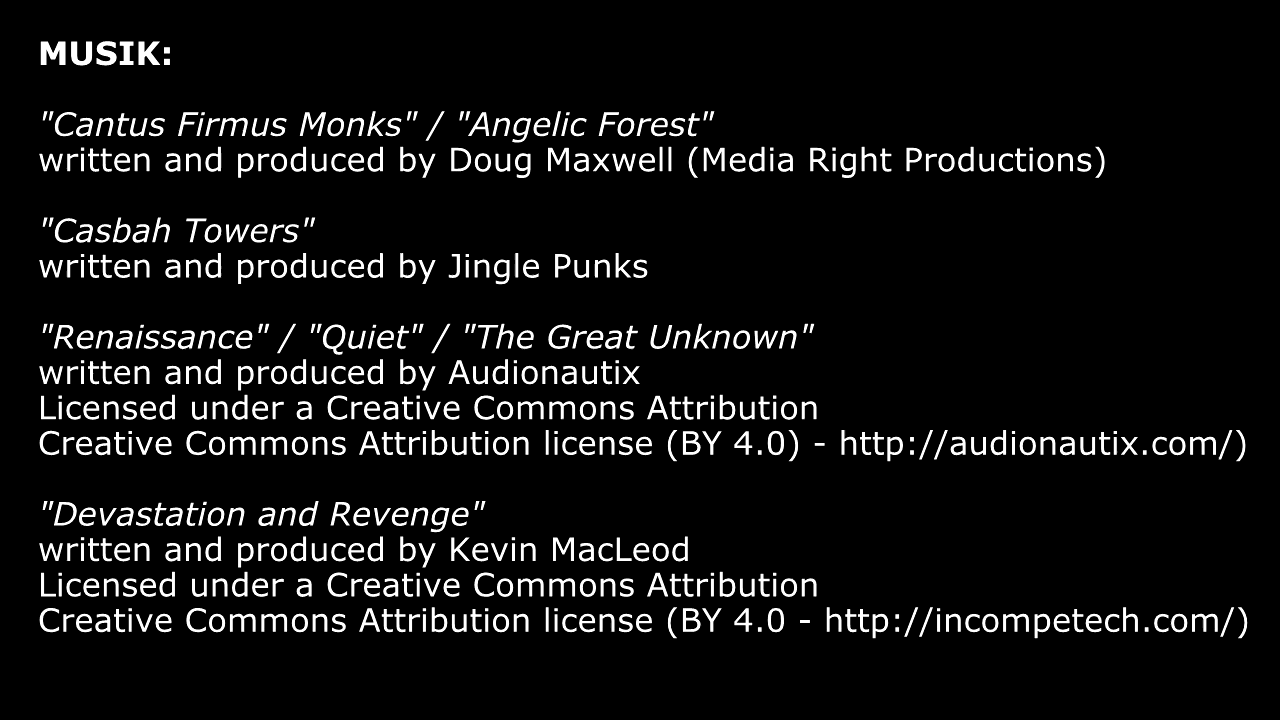 MUSIK:
"Cantus Firmus Monks" / "Angelic Forest"
written and produced by Doug Maxwell (Media Right Productions)
"Casbah Towers"
written and produced by Jingle Punks
"Renaissance" / "Quiet" / "The Great Unknown"
written and produced by Audionautix
Licensed under a Creative Commons Attribution
Creative Commons Attribution license (BY 4.0) - http://audionautix.com/)
"Devastation and Revenge"
written and produced by Kevin MacLeod
Licensed under a Creative Commons Attribution
Creative Commons Attribution license (BY 4.0 - http://incompetech.com/)